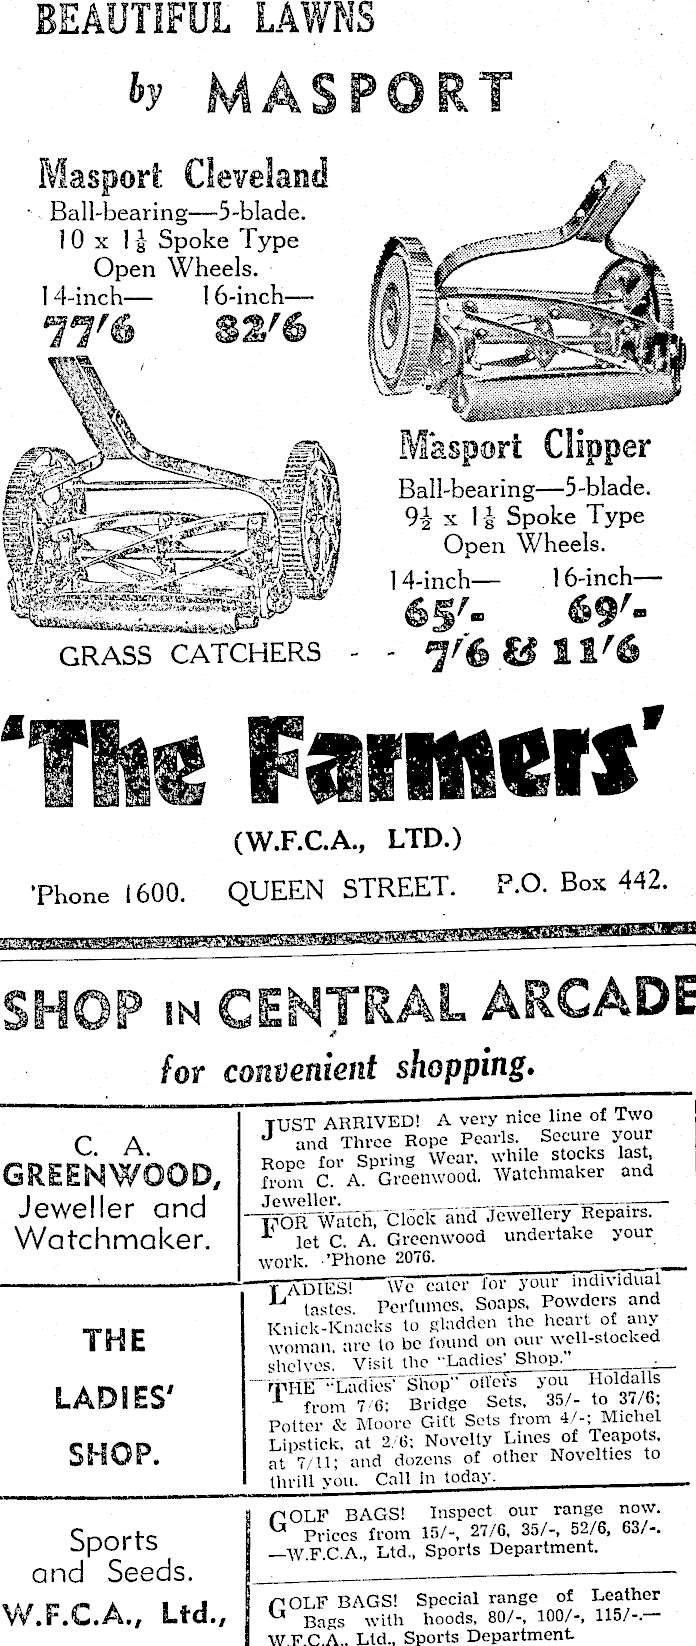 BEAUTIFUL LAWNS
by MASPORT
Masport Cleveland
Ball-bearing—5-blade.
10 x 1⅛ Spoke Type
Open Wheels.
14-inch— 16-inch—
77'6 82'6
Masport Clipper
Ball-bearing—5-blade.
9½ x 1⅛ Spoke Type
Open Wheels.
14-inch— 16-inch—
65'- 69'-
GRASS CATCHERS - - 7'6 & 11'6
'The Farmers'
(W.F.C.A., LTD.)
'Phone 1600. QUEEN STREET. P.O. Box 442.
SHOP IN CENTRAL ARCADE
for convenient shopping.
C. A.
GREENWOOD,
Jeweller and
Watchmaker.
JUST ARRIVED! A very nice line of Two
and Three Rope Pearls. Secure your
Rope for Spring Wear, while stocks last,
from C. A. Greenwood, Watchmaker and
Jeweller.
FOR Watch, Clock and Jewellery Repairs.
let C. A. Greenwood undertake your
work. 'Phone 2076.
THE
LADIES'
SHOP.
LADIES! We cater for your individual
tastes. Perfumes, Soaps, Powders and
Knick-Knacks to gladden the heart of any
woman, are to be found on our well-stocked
shelves. Visit the "Ladies' Shop."
THE "Ladies' Shop" offers you Holdalls
from 7/6; Bridge Sets, 35/- to 37/6;
Potter & Moore Gift Sets from 4/-; Michel
Lipstick, at 2/6; Novelty Lines of Teapots,
at 7/11; and dozens of other Novelties to
thrill you. Call in today.
Sports
and Seeds.
W.F.C.A., Ltd.,
GOLF BAGS! Inspect our range now.
Prices from 15/-, 27/6, 35/-, 52/6, 63/-.
—W.F.C.A., Ltd., Sports Department.
GOLF BAGS! Special range of Leather
Bags with hoods, 80/-, 100/-, 115/-.—
W.F.C.A., Ltd., Sports Department.